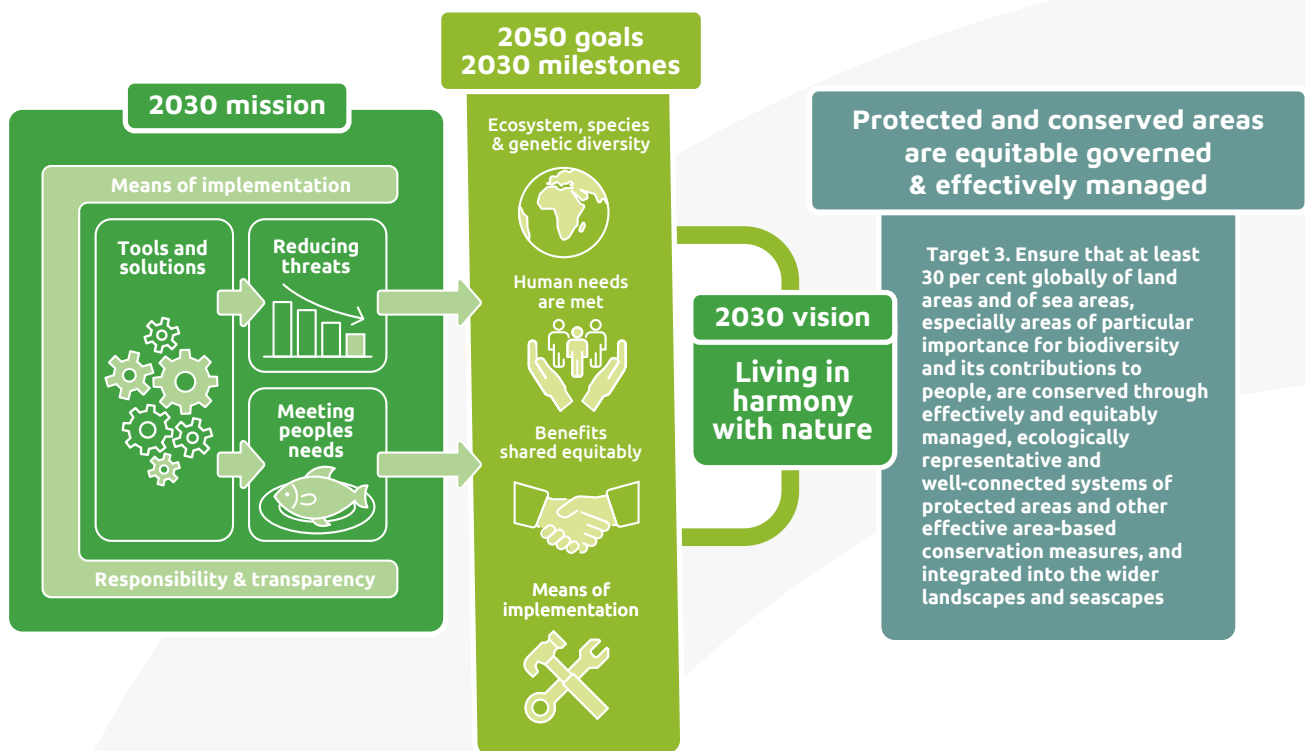 2030 mission
Means of implementation
Tools and
solutions
Reducing
threats
Meeting
peoples
needs
Responsibility & transparency
2050 goals
2030 milestones
Ecosystem, species
& genetic diversity
Human needs
are met
Benefits
shared equitably
Means of
implementation
2030 vision
Living in
harmony
with nature
Protected and conserved areas
are equitable governed
& effectively managed
Target 3. Ensure that at least
30 per cent globally of land
areas and of sea areas,
especially areas of particular
importance for biodiversity
and its contributions to
people, are conserved through
effectively and equitably
managed, ecologically
representative and
well-connected systems of
protected areas and other
effective area-based
conservation measures, and
integrated into the wider
landscapes and seascapes